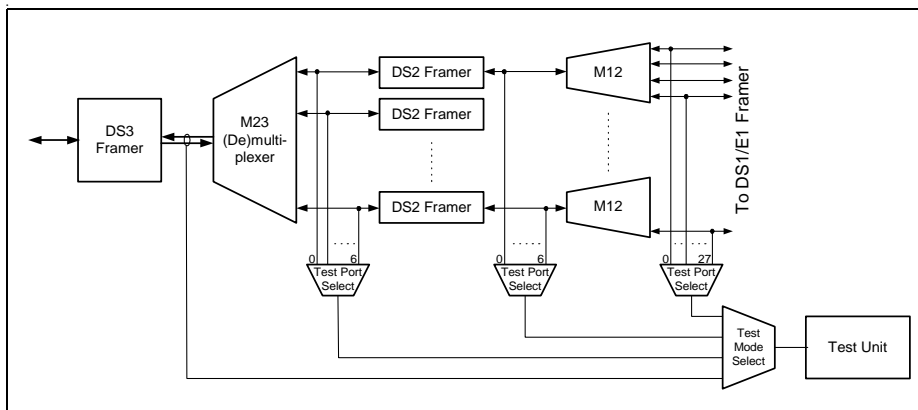 DS3
Framer
M23
(De)multi-
plexer
DS2 Framer
DS2 Framer
DS2 Framer
M12
M12
To DS1/E1 Framer
0
6
Test Port
Select
0
6
Test Port
Select
0
27
Test Port
Select
Test
Mode
Select
Test Unit